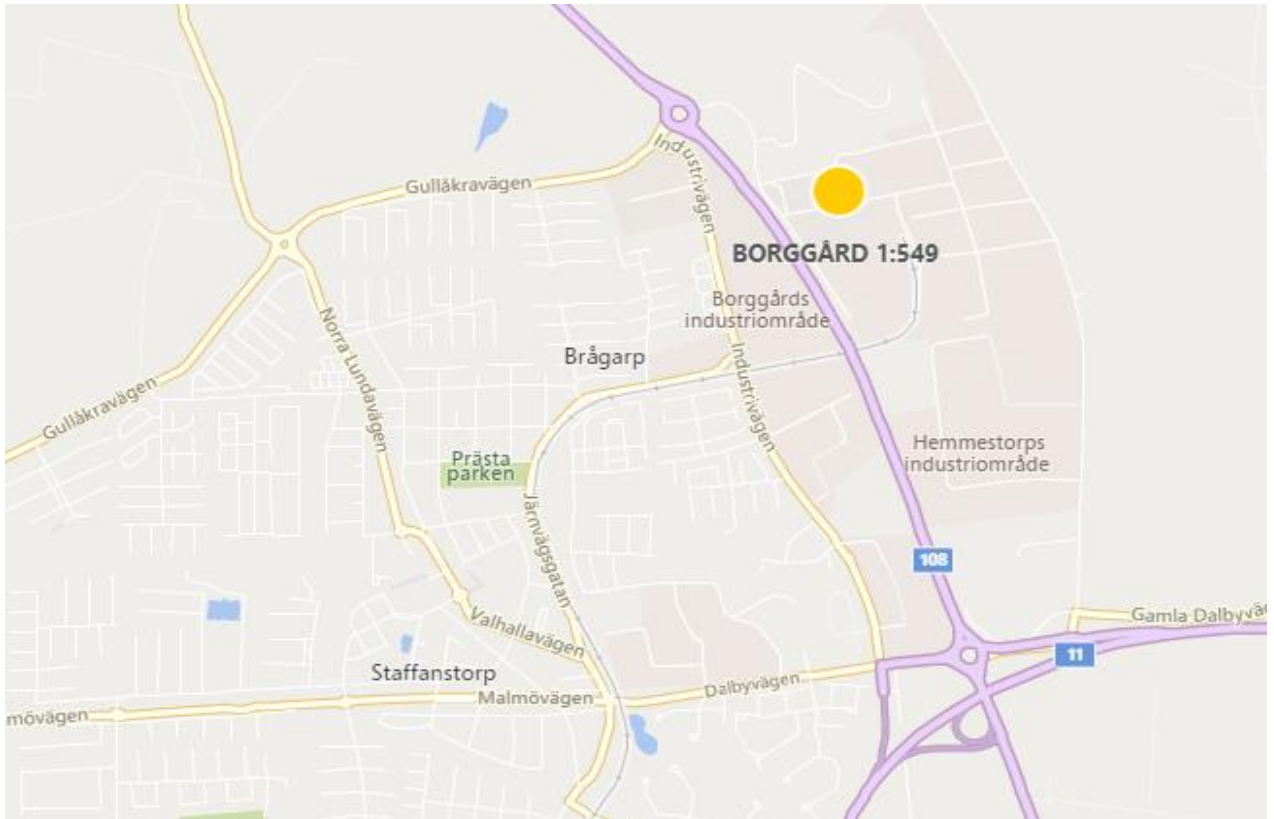 Industrivägen
Gullåkravägen
BORGGÅRD 1:549
Borggårds
industriområde
Norra Lundavägen
Brågarp
Industrivägen
Gullåkravägen
Prästa
parken
Hemmestorps
industriområde
Järnvägsgatan
108
Valhallavägen
Gamla Dalbyväg
11
Staffanstorp
Dalbyvägen
Malmövägen
mövägen